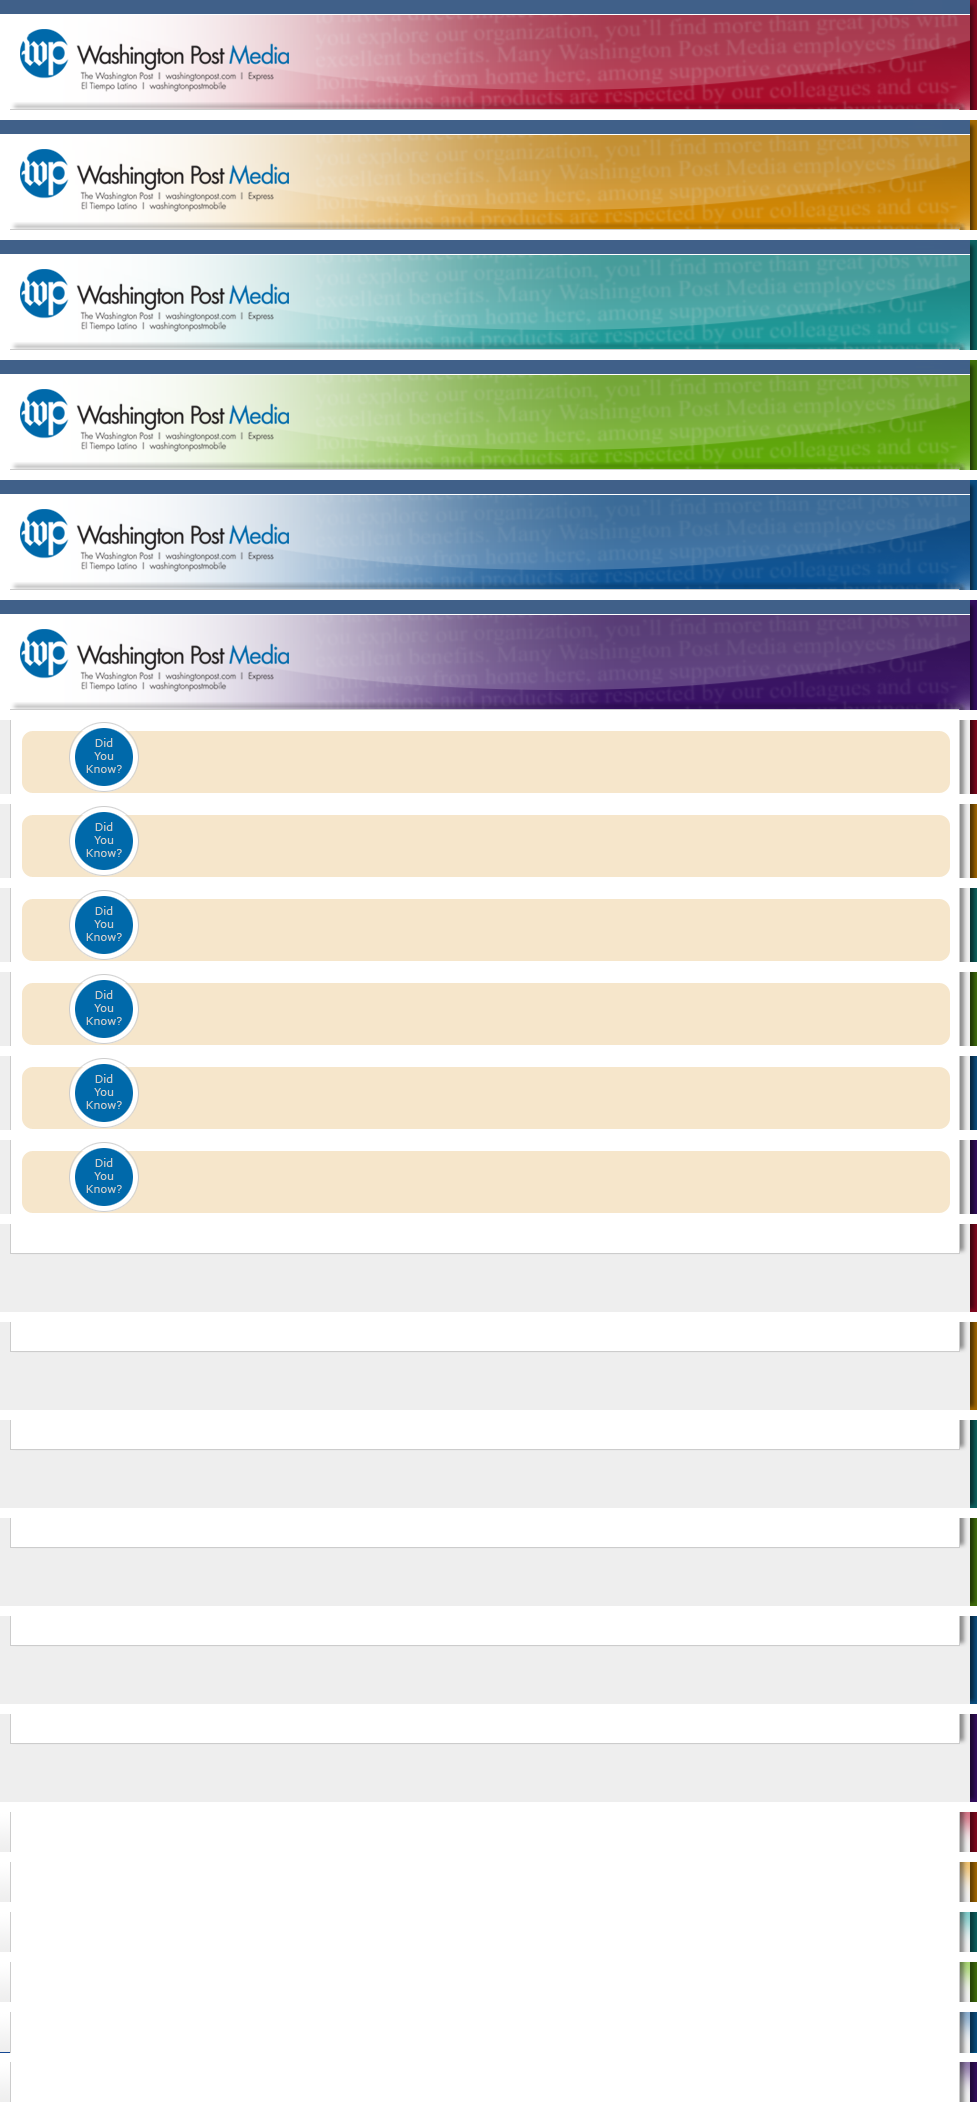 to have a direct impact
you explore our organization, you'll find more than great jobs with
excellent benefits. Many Washington Post Media employees find a
home away from home here, among supportive coworkers. Our
publications and products are respected by our colleagues and cus-
business the
wp Washington Post Media
The Washington Post | washingtonpost.com | Express
El Tiempo Latino | washingtonpostmobile
you explore our organization, you'll find more than great jobs with
excellent benefits. Many Washington Post Media employees find a
home away from home here, among supportive coworkers. Our
publications and products are respected by our colleagues and cus-
wp Washington Post Media
The Washington Post | washingtonpost.com | Express
El Tiempo Latino | washingtonpostmobile
you explore our organization, you'll find more than great jobs with
excellent benefits. Many Washington Post Media employees find a
home away from home here, among supportive coworkers. Our
publications and products are respected by our colleagues and cus-
wp Washington Post Media
The Washington Post | washingtonpost.com | Express
El Tiempo Latino | washingtonpostmobile
you explore our organization, you'll find more than great jobs with
excellent benefits. Many Washington Post Media employees find a
home away from home here, among supportive coworkers. Our
publications and products are respected by our colleagues and cus-
wp Washington Post Media
The Washington Post | washingtonpost.com | Express
El Tiempo Latino | washingtonpostmobile
you explore our organization, you'll find more than great jobs with
excellent benefits. Many Washington Post Media employees find a
home away from home here, among supportive coworkers. Our
publications and products are respected by our colleagues and cus-
wp Washington Post Media
The Washington Post | washingtonpost.com | Express
El Tiempo Latino | washingtonpostmobile
you explore our organization, you'll find more than great jobs with
excellent benefits. Many Washington Post Media employees find a
home away from home here, among supportive coworkers. Our
publications and products are respected by our colleagues and cus-
wp Washington Post Media
The Washington Post | washingtonpost.com | Express
El Tiempo Latino | washingtonpostmobile
Did
You
Know?
Did
You
Know?
Did
You
Know?
Did
You
Know?
Did
You
Know?
Did
You
Know?